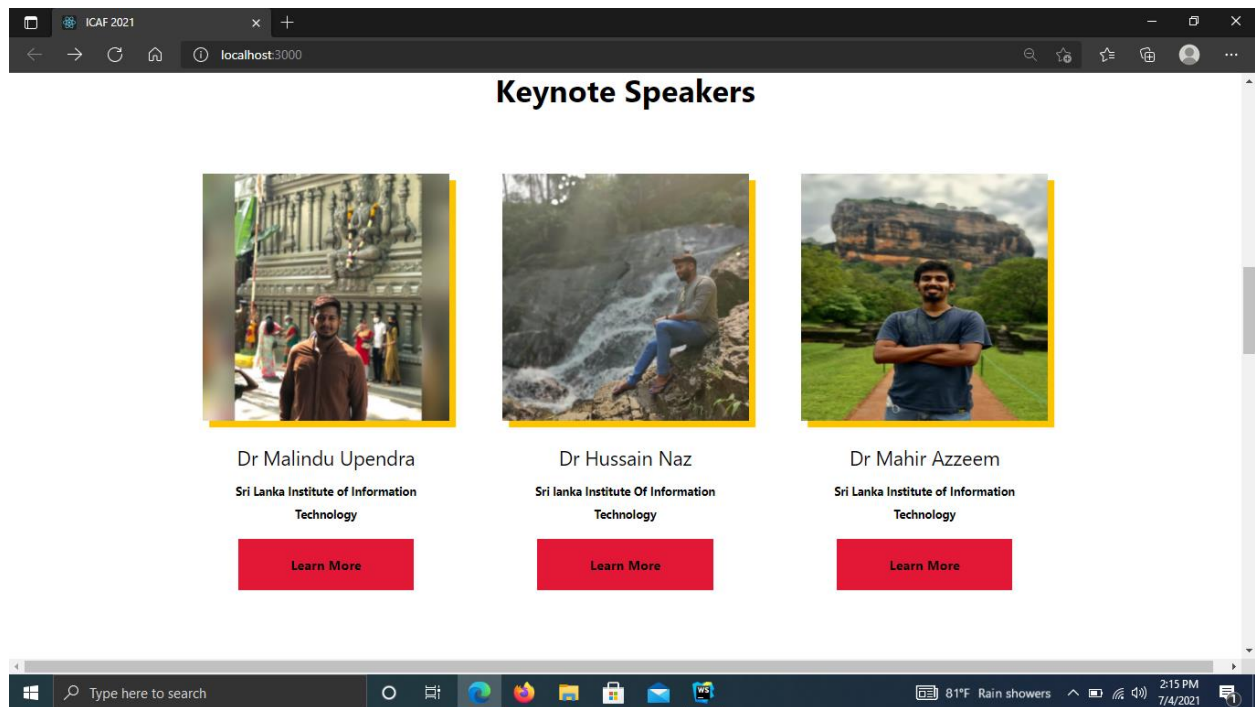 ICAF 2021
localhost:3000
Keynote Speakers
Dr Malindu Upendra
Sri Lanka Institute of Information
Technology
Learn More
Dr Hussain Naz
Sri lanka Institute Of Information
Technology
Learn More
Dr Mahir Azzeem
Sri Lanka Institute of Information
Technology
Learn More
Type here to search
WS
81°F Rain showers
2:15 PM
7/4/2021
1